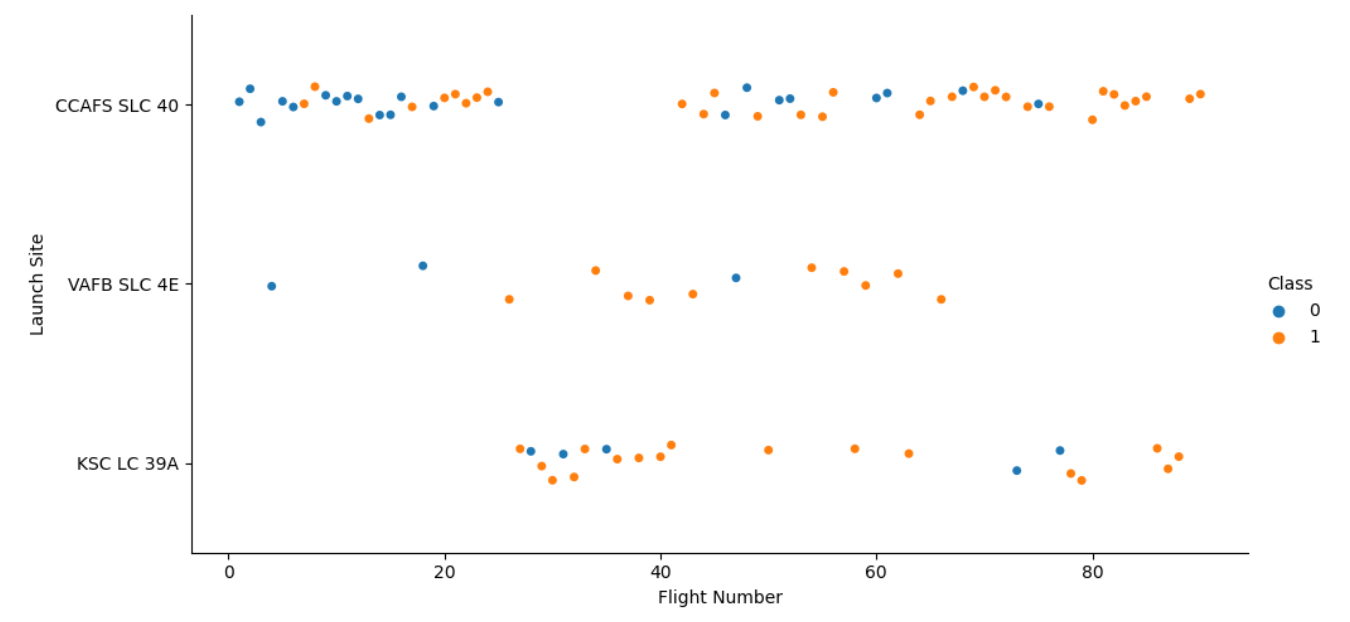 CCAFS SLC 40
VAFB SLC 4E
KSC LC 39A
Launch Site
0 20 40 60 80
Flight Number
Class
0
1